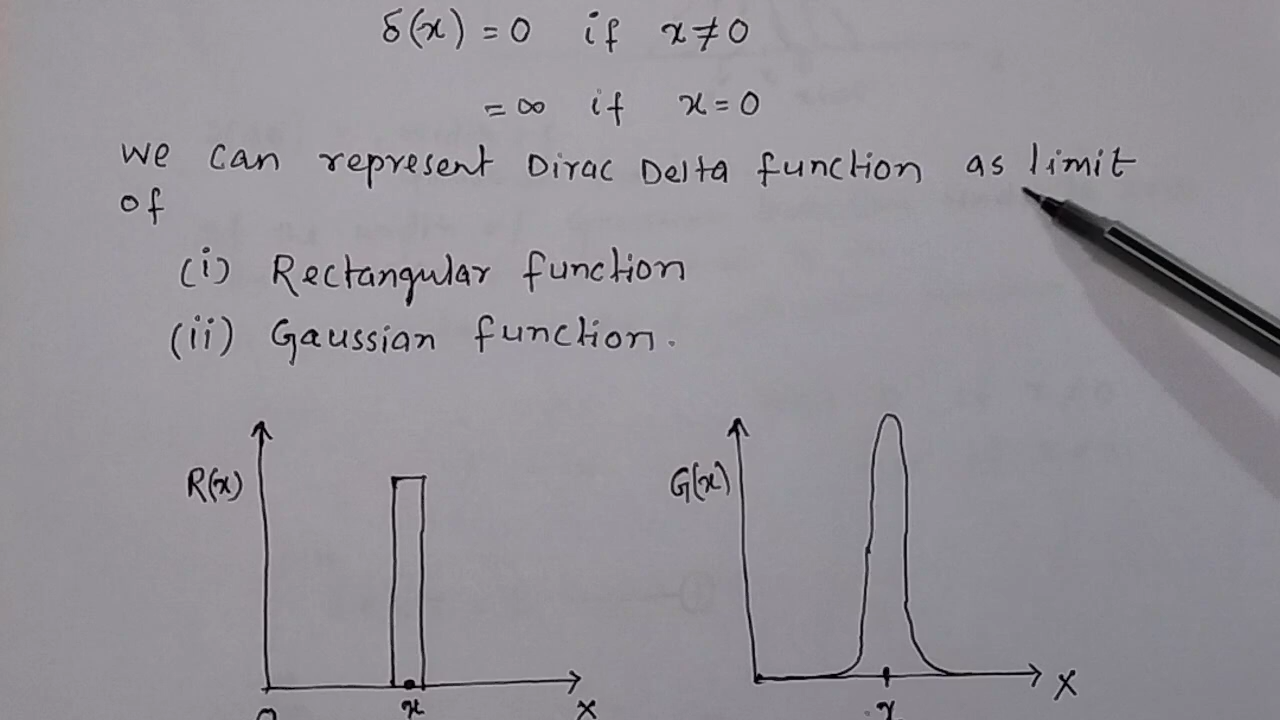 δ(x) = 0 if x ≠ 0
= ∞ if x = 0
we can represent Dirac Delta function as limit
of
(i) Rectangular function
(ii) Gaussian function.
R(x)
G(x)
x
X
x
X